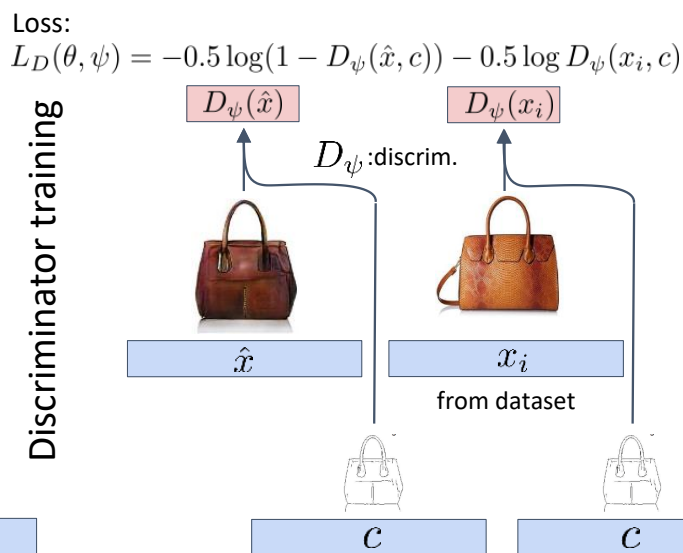 Loss:
L_D(θ, ψ) = −0.5 log(1 − D_ψ(x̂, c)) − 0.5 log D_ψ(x_i, c)
D_ψ(x̂)
D_ψ(x_i)
Discriminator training
D_ψ:discrim.
x̂
x_i
from dataset
c
c